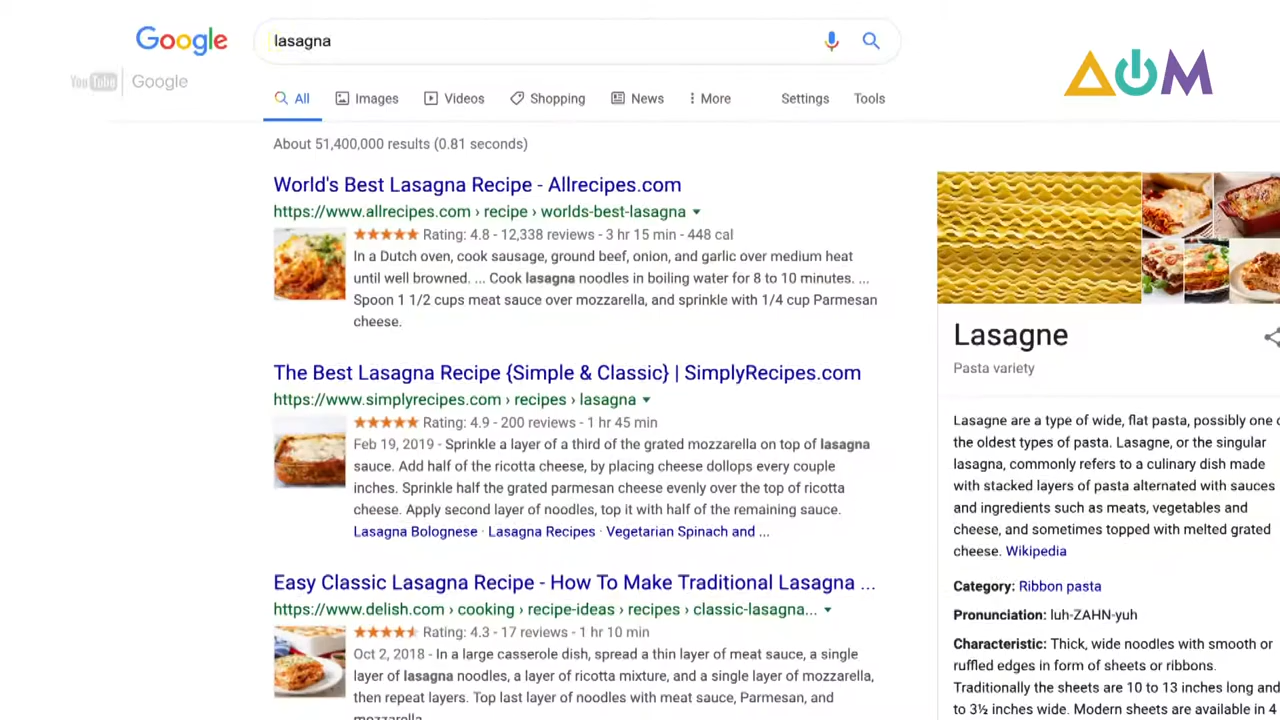 Google
lasagna
YouTube | Google
All Images Videos Shopping News More Settings Tools
About 51,400,000 results (0.81 seconds)
World's Best Lasagna Recipe - Allrecipes.com
https://www.allrecipes.com › recipe › worlds-best-lasagna
Rating: 4.8 - 12,338 reviews - 3 hr 15 min - 448 cal
In a Dutch oven, cook sausage, ground beef, onion, and garlic over medium heat
until well browned. ... Cook lasagna noodles in boiling water for 8 to 10 minutes. ...
Spoon 1 1/2 cups meat sauce over mozzarella, and sprinkle with 1/4 cup Parmesan
cheese.
The Best Lasagna Recipe {Simple & Classic} | SimplyRecipes.com
https://www.simplyrecipes.com › recipes › lasagna
Rating: 4.9 - 200 reviews - 1 hr 45 min
Feb 19, 2019 - Sprinkle a layer of a third of the grated mozzarella on top of lasagna
sauce. Add half of the ricotta cheese, by placing cheese dollops every couple
inches. Sprinkle half the grated parmesan cheese evenly over the top of ricotta
cheese. Apply second layer of noodles, top it with half of the remaining sauce.
Lasagna Bolognese · Lasagna Recipes · Vegetarian Spinach and ...
Easy Classic Lasagna Recipe - How To Make Traditional Lasagna ...
https://www.delish.com › cooking › recipe-ideas › recipes › classic-lasagna...
Rating: 4.3 - 17 reviews - 1 hr 10 min
Oct 2, 2018 - In a large casserole dish, spread a thin layer of meat sauce, a single
layer of lasagna noodles, a layer of ricotta mixture, and a single layer of mozzarella,
then repeat layers. Top last layer of noodles with meat sauce, Parmesan, and
mozzarella.
Lasagne
Pasta variety
Lasagne are a type of wide, flat pasta, possibly one
the oldest types of pasta. Lasagne, or the singular
lasagna, commonly refers to a culinary dish made
with stacked layers of pasta alternated with sauces
and ingredients such as meats, vegetables and
cheese, and sometimes topped with melted grated
cheese. Wikipedia
Category: Ribbon pasta
Pronunciation: luh-ZAHN-yuh
Characteristic: Thick, wide noodles with smooth or
ruffled edges in form of sheets or ribbons.
Traditionally the sheets are 10 to 13 inches long and
to 3½ inches wide. Modern sheets are available in 4